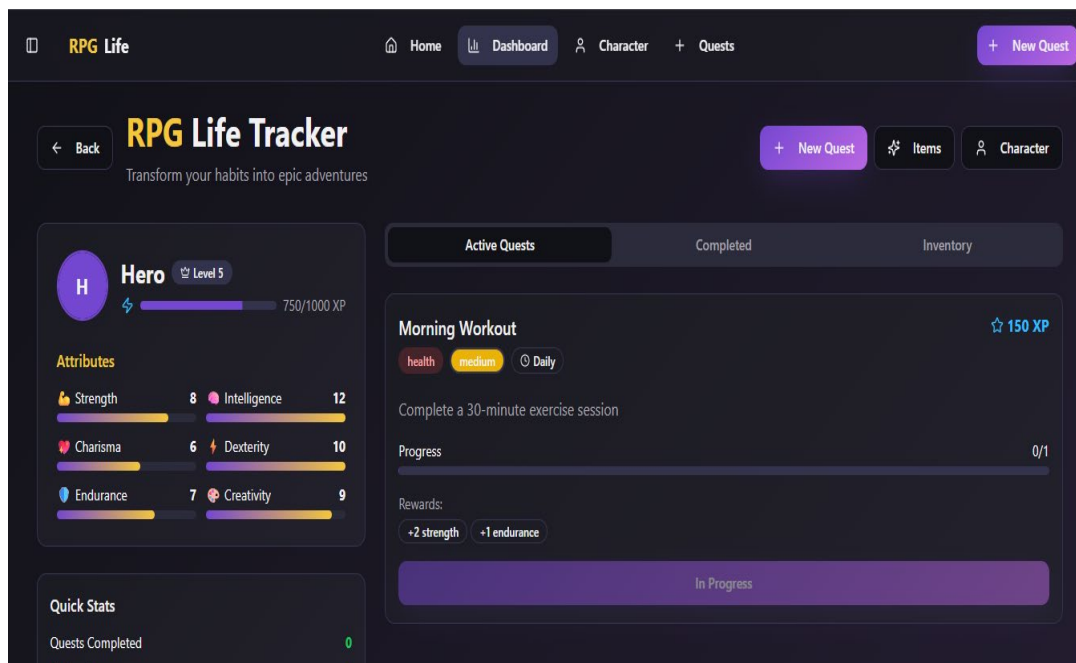 RPG Life
Home
Dashboard
Character
Quests
New Quest
Back
RPG Life Tracker
Transform your habits into epic adventures
New Quest
Items
Character
H
Hero
Level 5
750/1000 XP
Attributes
Strength 8
Intelligence 12
Charisma 6
Dexterity 10
Endurance 7
Creativity 9
Quick Stats
Quests Completed 0
Active Quests
Completed
Inventory
Morning Workout
150 XP
health
medium
Daily
Complete a 30-minute exercise session
Progress 0/1
Rewards:
+2 strength
+1 endurance
In Progress